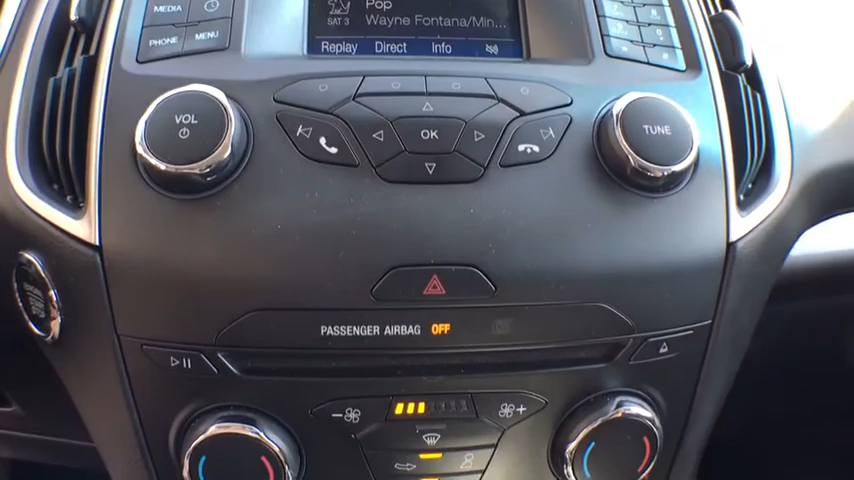 MEDIA
PHONE MENU
Pop
SAT 3 Wayne Fontana/Min...
Replay Direct Info
VOL
OK
TUNE
PASSENGER AIRBAG OFF
- +